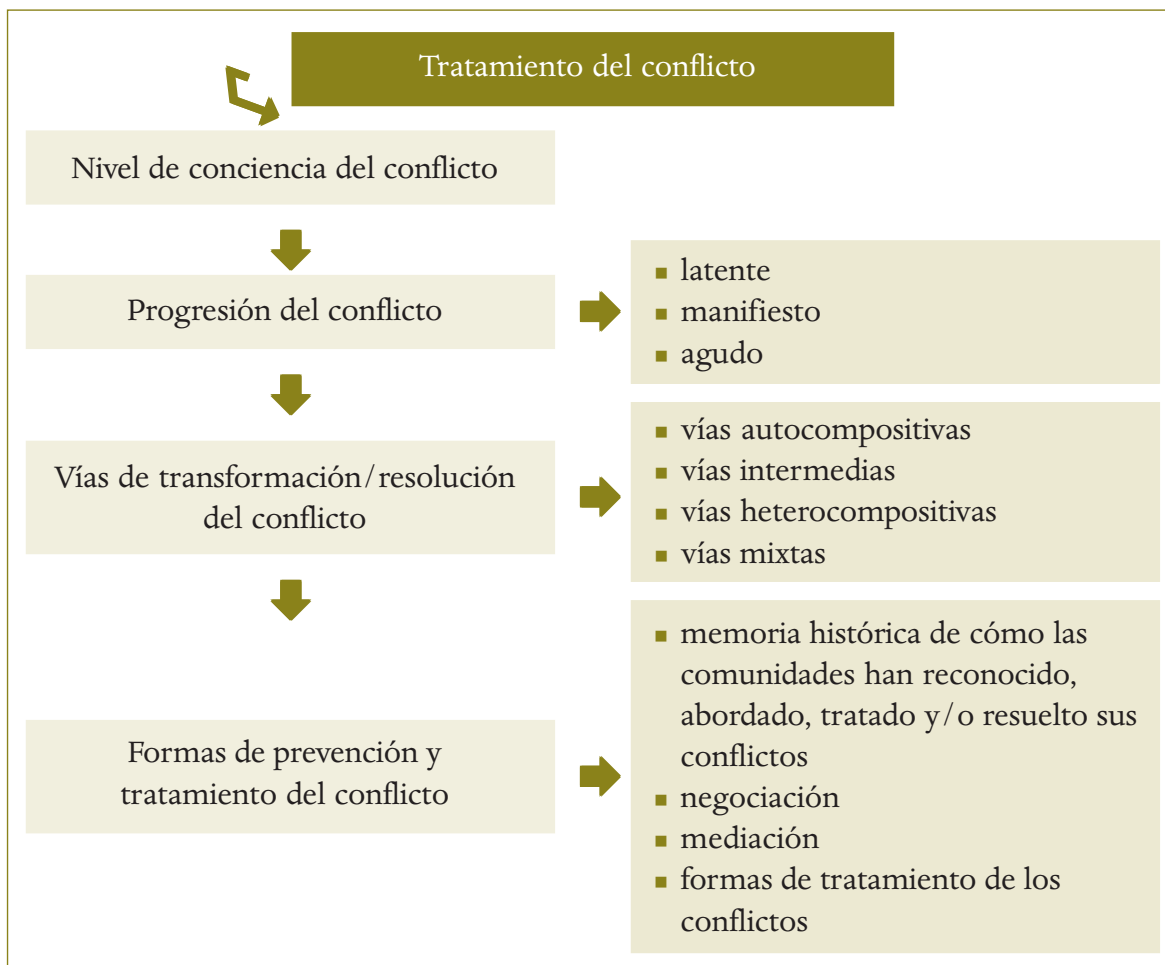 Tratamiento del conflicto
Nivel de conciencia del conflicto
Progresión del conflicto
▪ latente
▪ manifiesto
▪ agudo
Vías de transformación/resolución
del conflicto
▪ vías autocompositivas
▪ vías intermedias
▪ vías heterocompositivas
▪ vías mixtas
Formas de prevención y
tratamiento del conflicto
▪ memoria histórica de cómo las
comunidades han reconocido,
abordado, tratado y/o resuelto sus
conflictos
▪ negociación
▪ mediación
▪ formas de tratamiento de los
conflictos